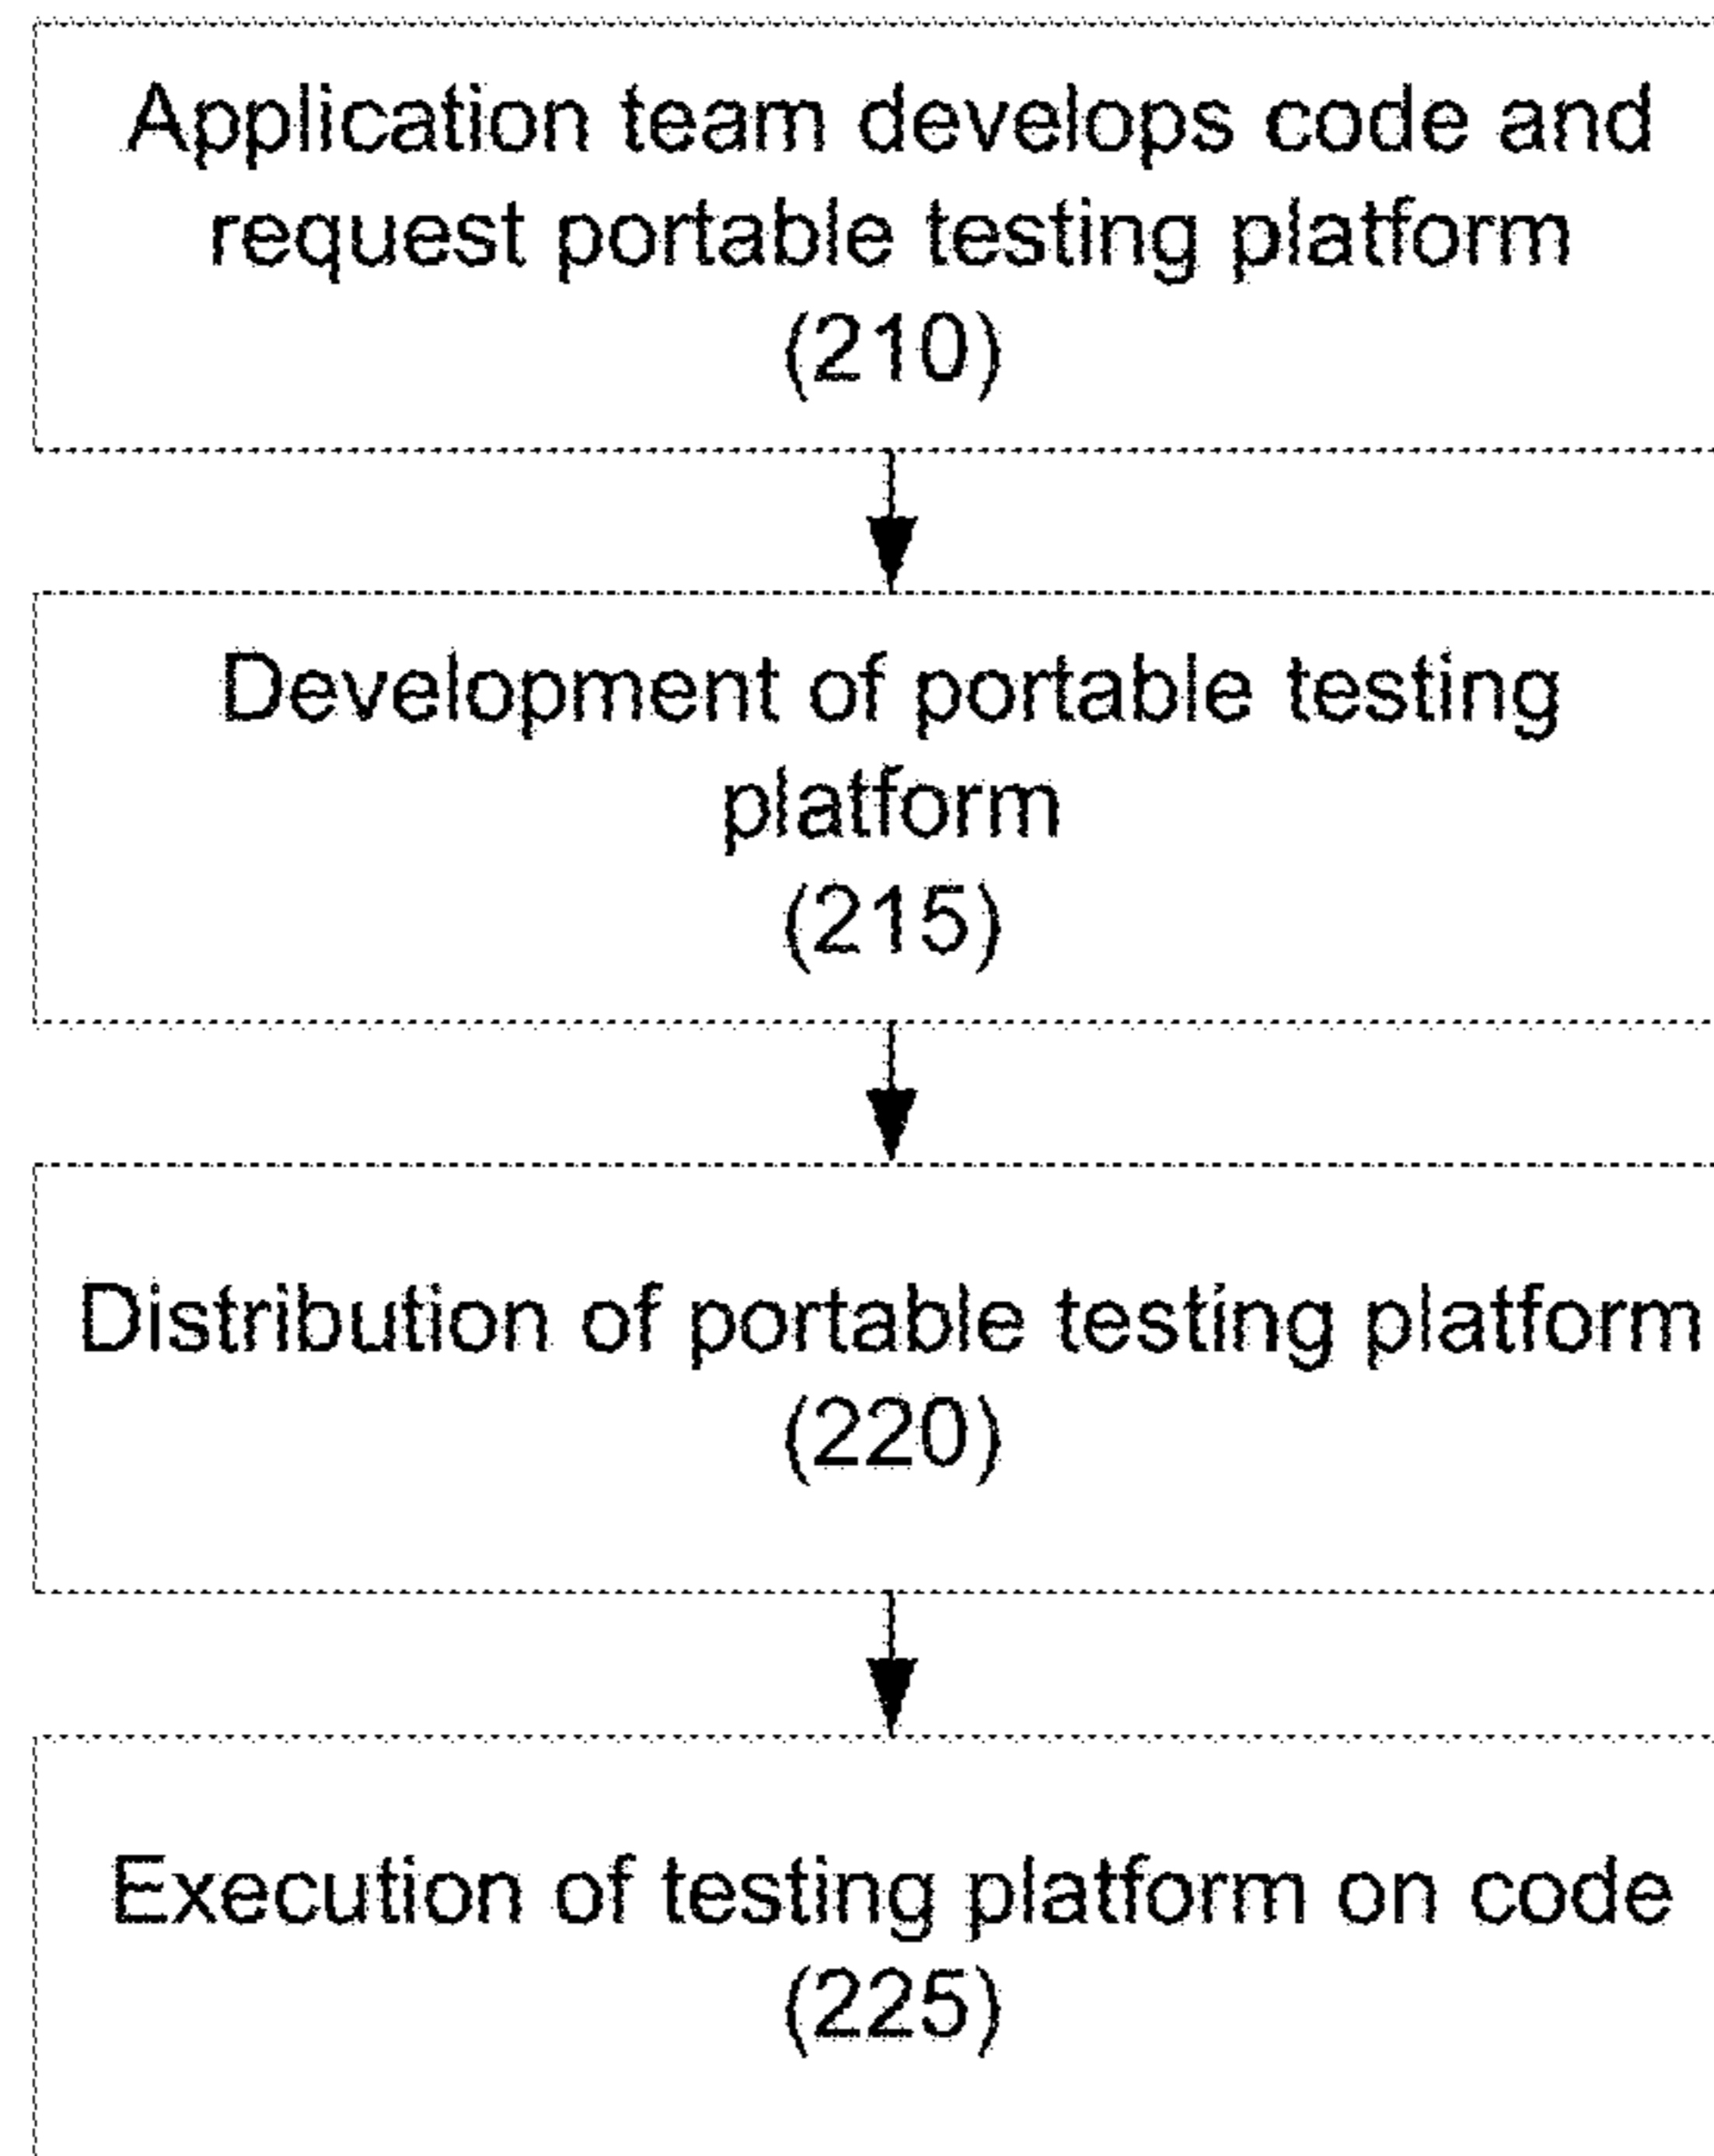 Application team develops code and
request portable testing platform
(210)
Development of portable testing
platform
(215)
Distribution of portable testing platform
(220)
Execution of testing platform on code
(225)